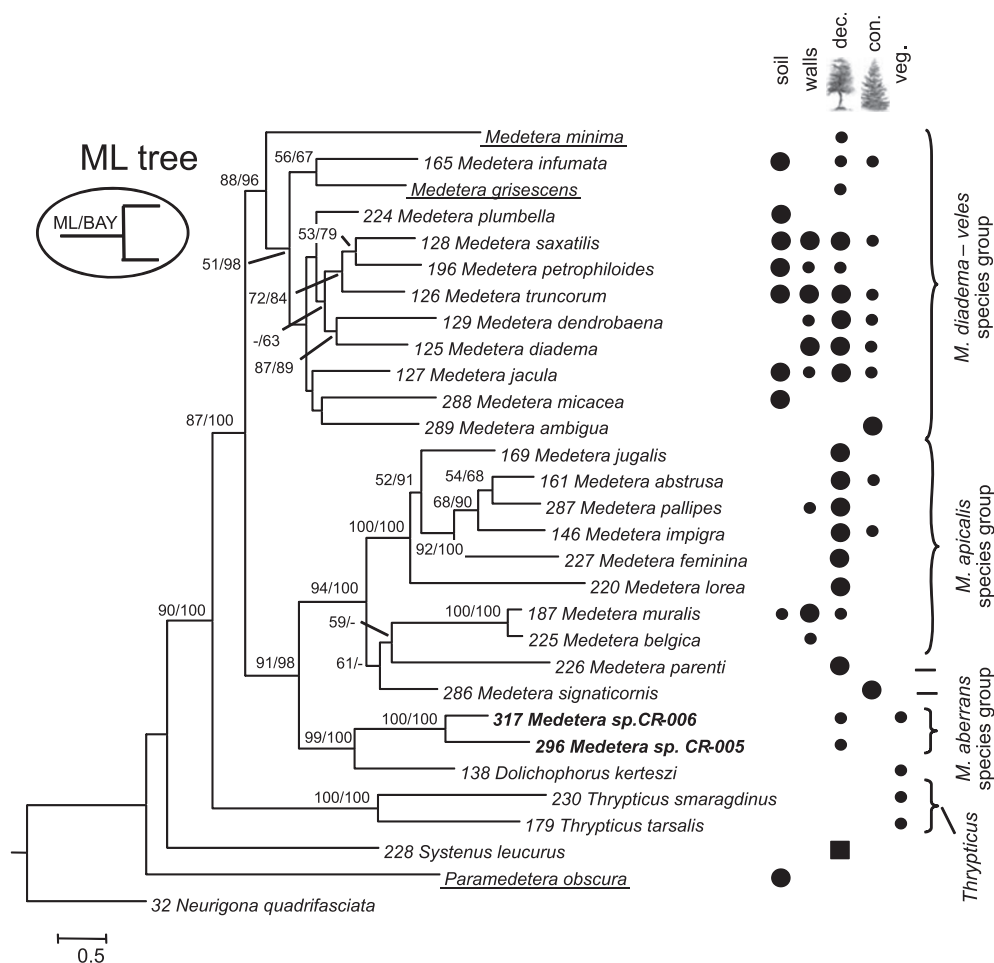 soil
walls
dec.
con.
veg.
ML tree
ML/BAY
Medetera minima
56/67
165 Medetera infumata
88/96
Medetera grisescens
224 Medetera plumbella
53/79
128 Medetera saxatilis
51/98
196 Medetera petrophiloides
72/84
126 Medetera truncorum
129 Medetera dendrobaena
-/63
125 Medetera diadema
87/89
127 Medetera jacula
288 Medetera micacea
87/100
289 Medetera ambigua
M. diadema – veles
species group
169 Medetera jugalis
52/91
54/68
161 Medetera abstrusa
68/90
287 Medetera pallipes
100/100
146 Medetera impigra
92/100
227 Medetera feminina
94/100
220 Medetera lorea
M. apicalis
species group
90/100
100/100
187 Medetera muralis
59/-
225 Medetera belgica
91/98
61/-
226 Medetera parenti
286 Medetera signaticornis
100/100
317 Medetera sp.CR-006
99/100
296 Medetera sp. CR-005
M. aberrans
species group
138 Dolichophorus kerteszi
100/100
230 Thrypticus smaragdinus
179 Thrypticus tarsalis
Thrypticus
228 Systenus leucurus
Paramedetera obscura
32 Neurigona quadrifasciata
0.5